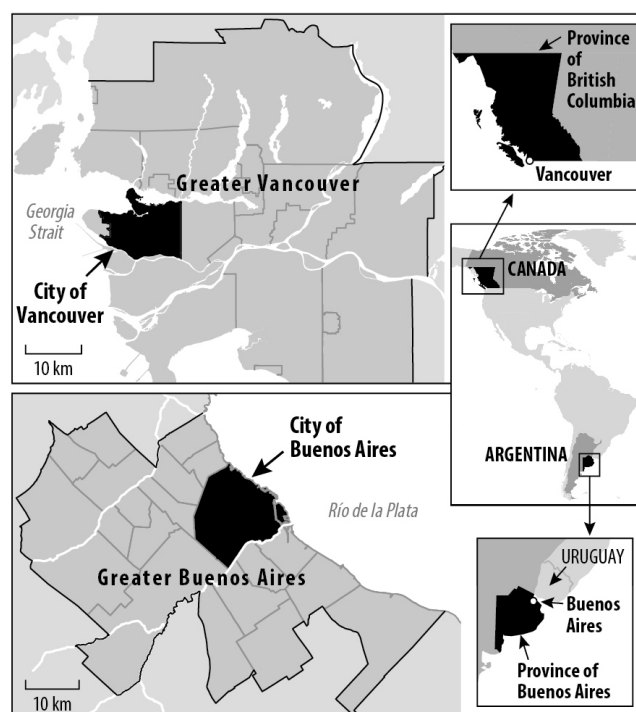 Greater Vancouver
Georgia
Strait
City of
Vancouver
10 km
Province
of
British
Columbia
Vancouver
CANADA
ARGENTINA
City of
Buenos Aires
Río de la Plata
Greater Buenos Aires
10 km
URUGUAY
Buenos
Aires
Province of
Buenos Aires